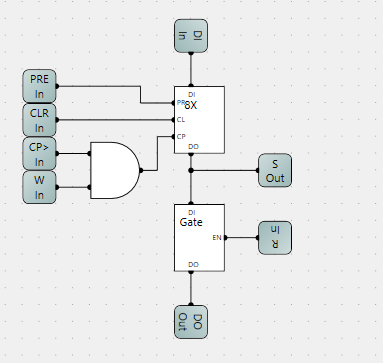 DI
In
PRE
In
CLR
In
CP>
In
W
In
DI
PR
8X
CL
CP
DO
S
Out
DI
Gate
EN
DO
R
In
DO
Out